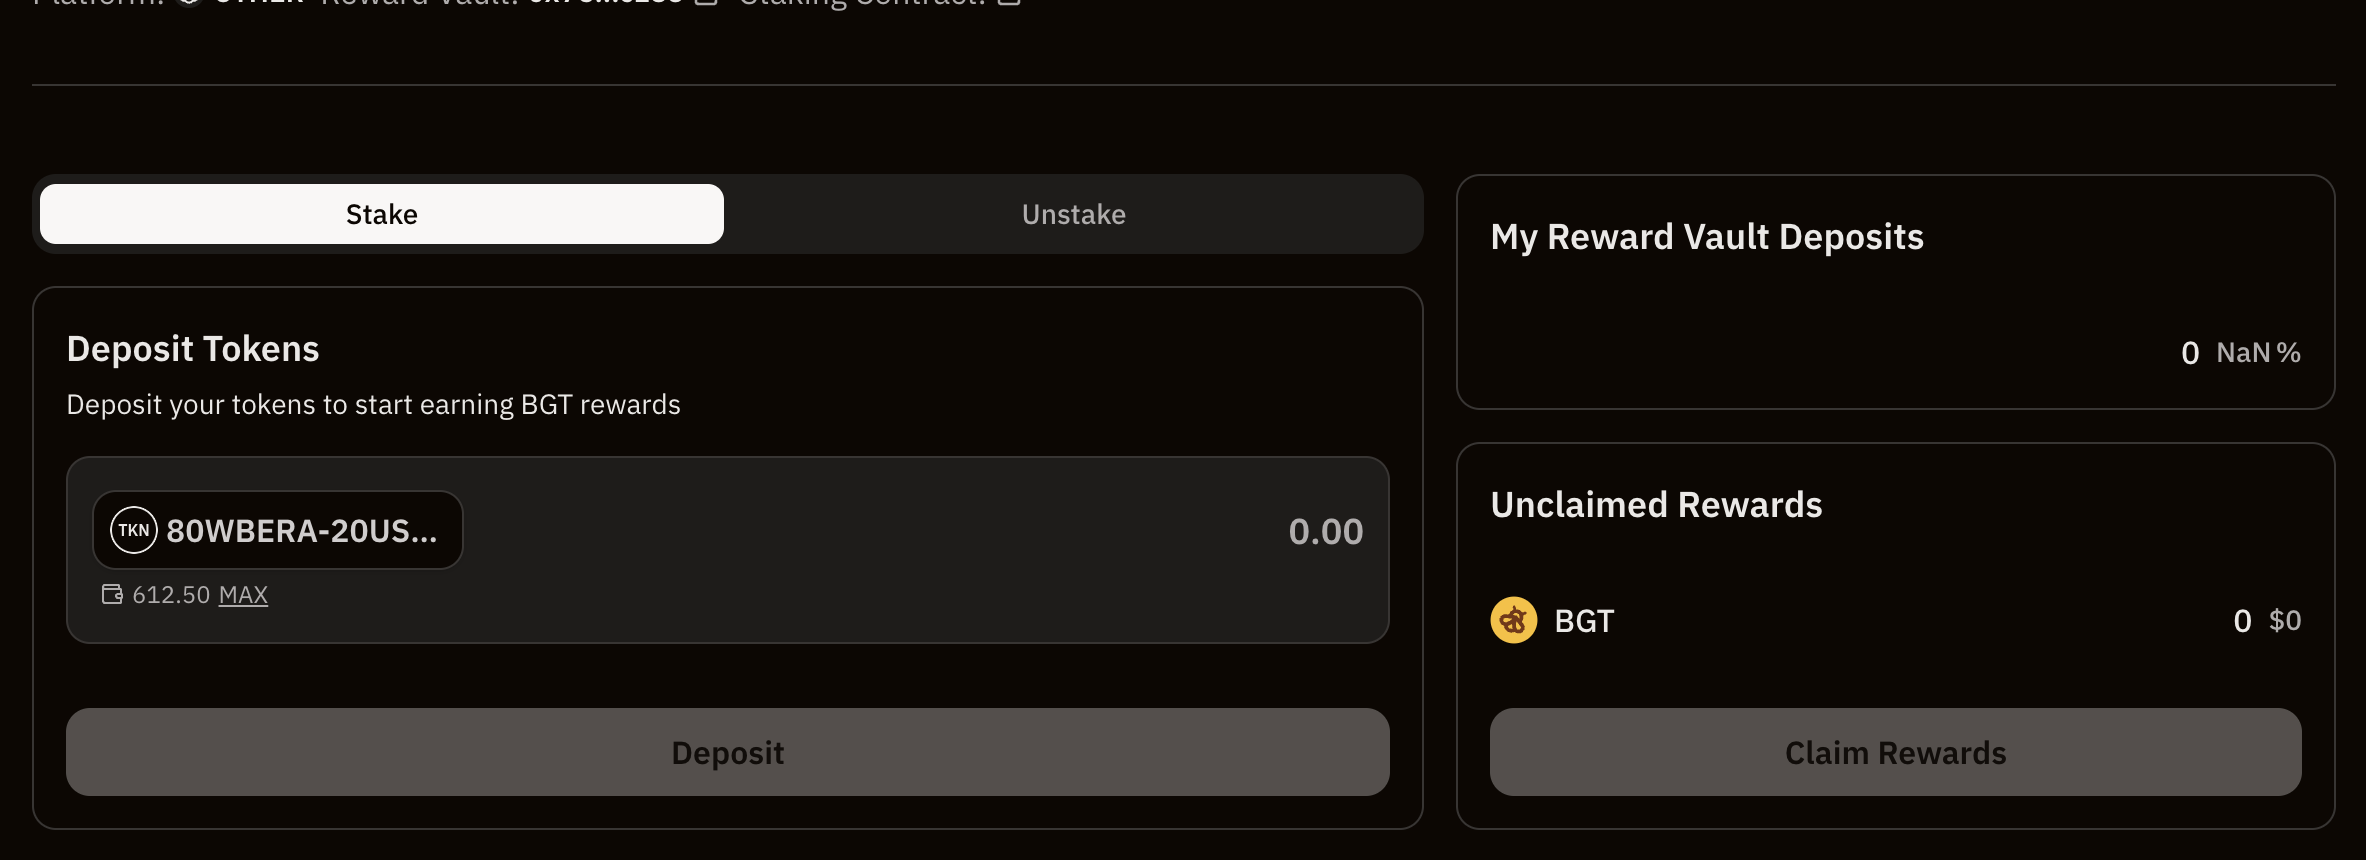 Platform: OTHER Reward Vault: Staking Contract:
Stake
Unstake
Deposit Tokens
Deposit your tokens to start earning BGT rewards
TKN 80WBERA-20US...
0.00
612.50 MAX
Deposit
My Reward Vault Deposits
0 NaN %
Unclaimed Rewards
BGT
0 $0
Claim Rewards